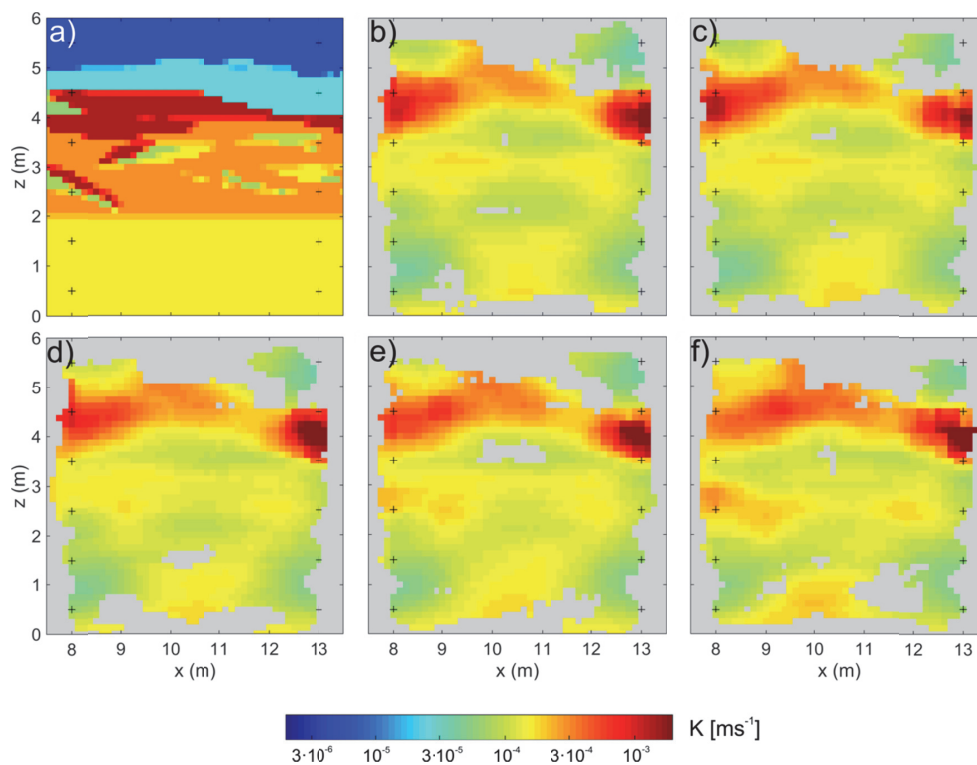 a) b) c)
6
5
4
3
2
1
0
z (m)
d) e) f)
6
5
4
3
2
1
0
z (m)
8 9 10 11 12 13 8 9 10 11 12 13 8 9 10 11 12 13
x (m) x (m) x (m)
K [ms⁻¹]
3·10⁻⁶ 10⁻⁵ 3·10⁻⁵ 10⁻⁴ 3·10⁻⁴ 10⁻³